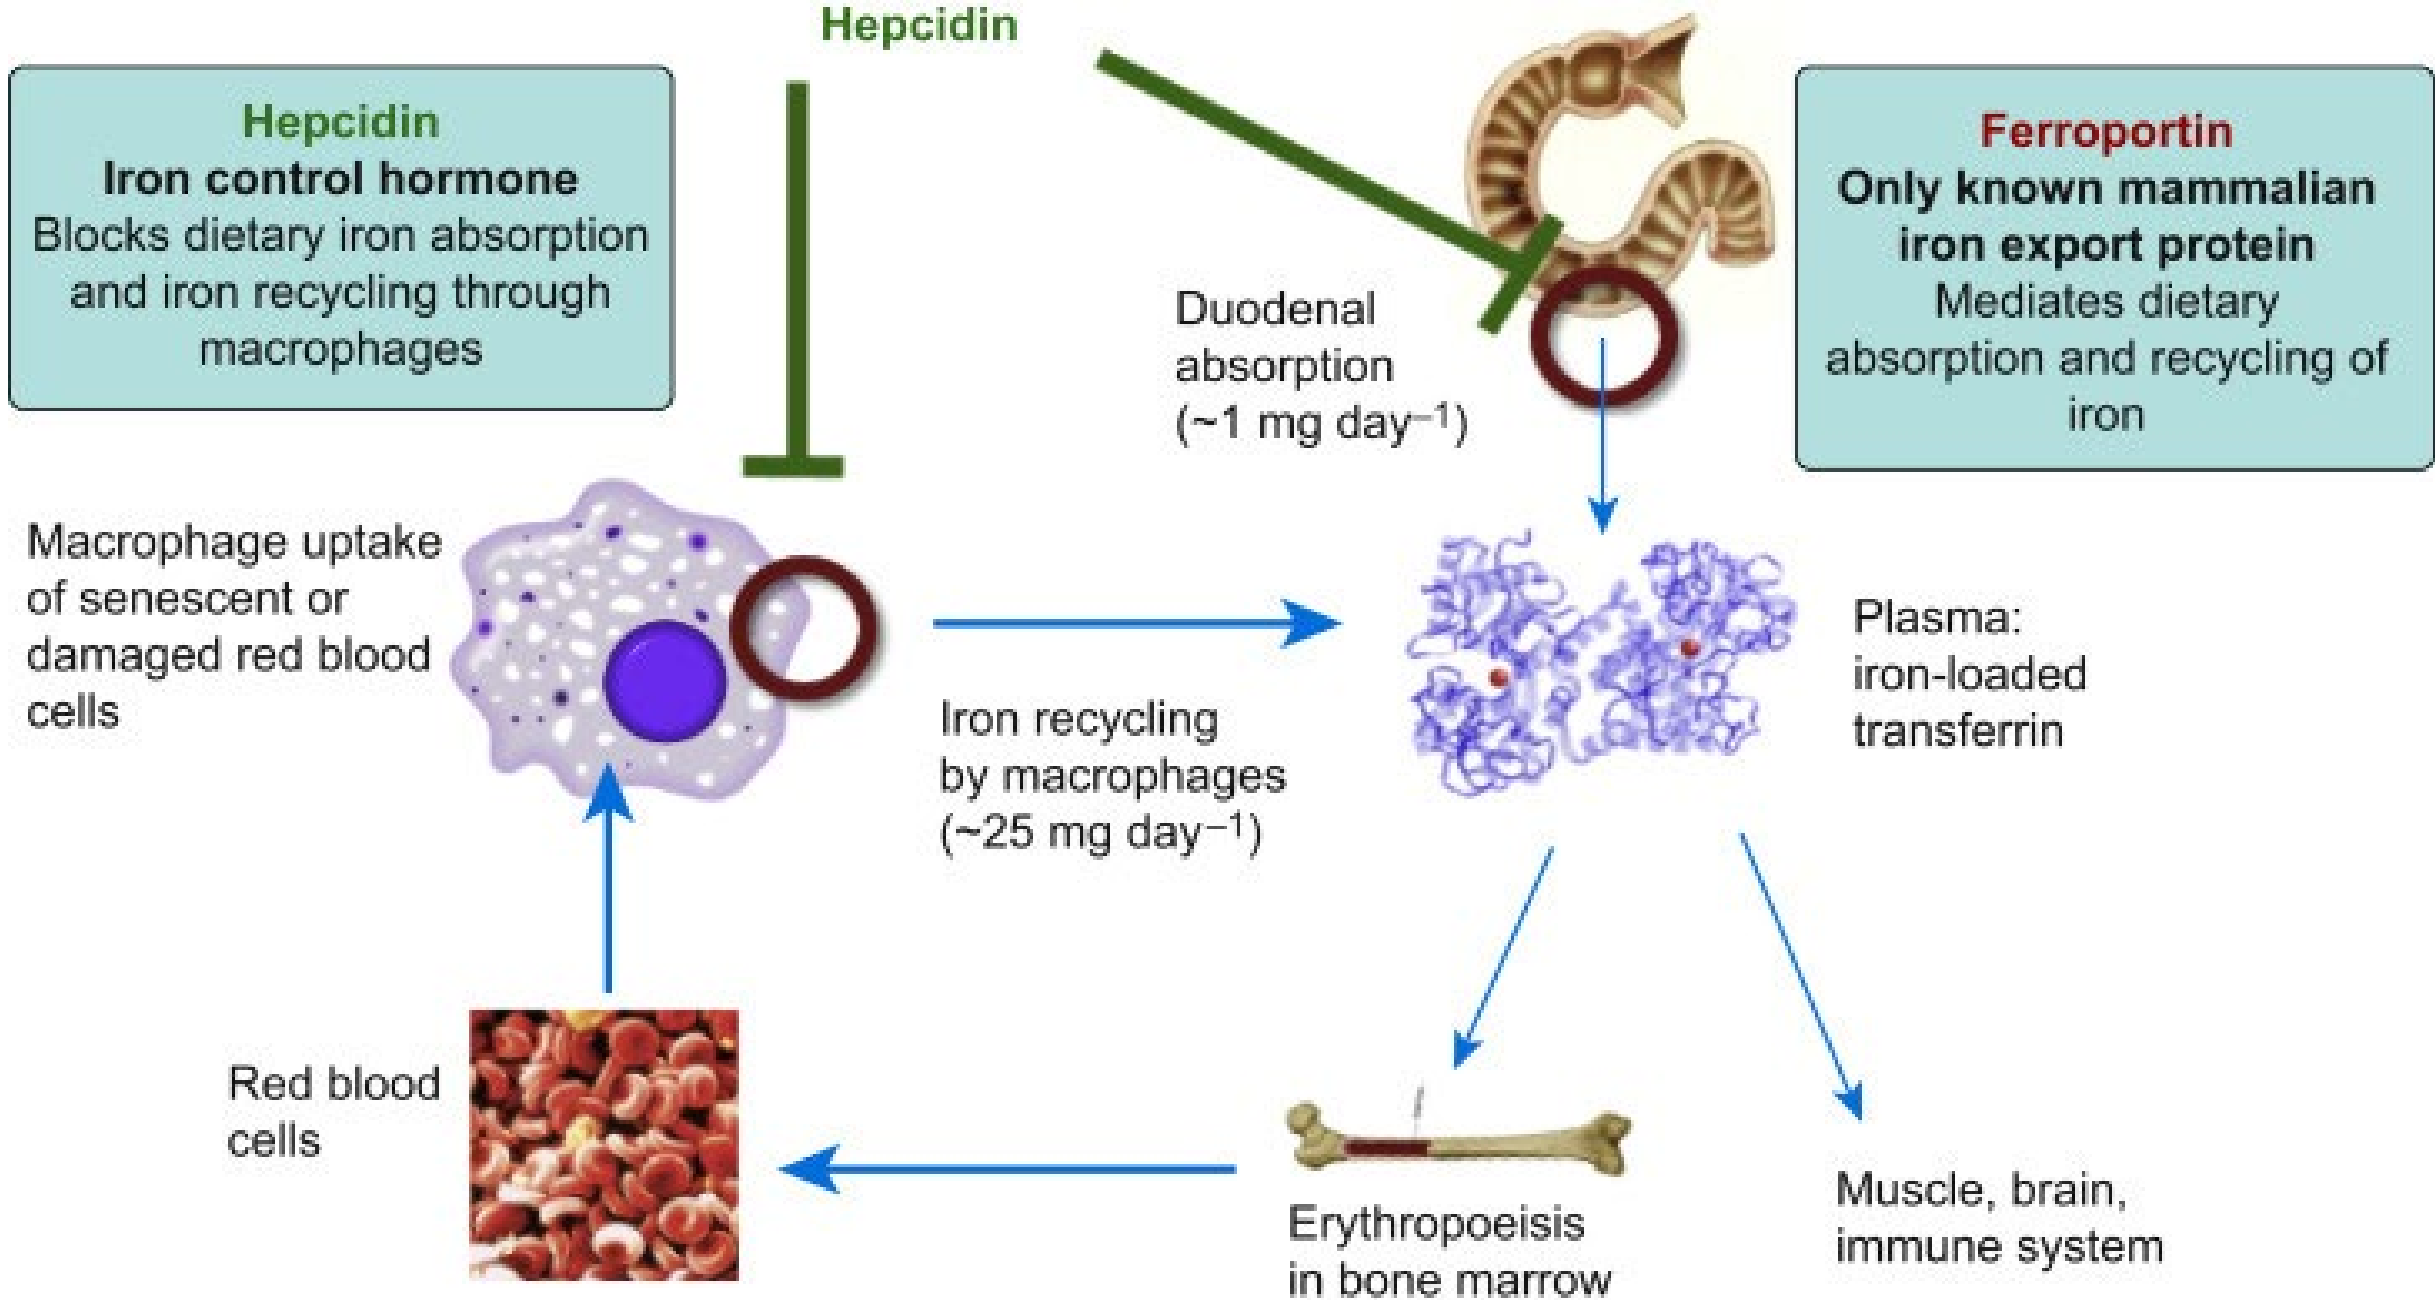 Hepcidin
Hepcidin
Iron control hormone
Blocks dietary iron absorption
and iron recycling through
macrophages
Ferroportin
Only known mammalian
iron export protein
Mediates dietary
absorption and recycling of
iron
Duodenal
absorption
(~1 mg day⁻¹)
Macrophage uptake
of senescent or
damaged red blood
cells
Iron recycling
by macrophages
(~25 mg day⁻¹)
Plasma:
iron-loaded
transferrin
Red blood
cells
Erythropoeisis
in bone marrow
Muscle, brain,
immune system